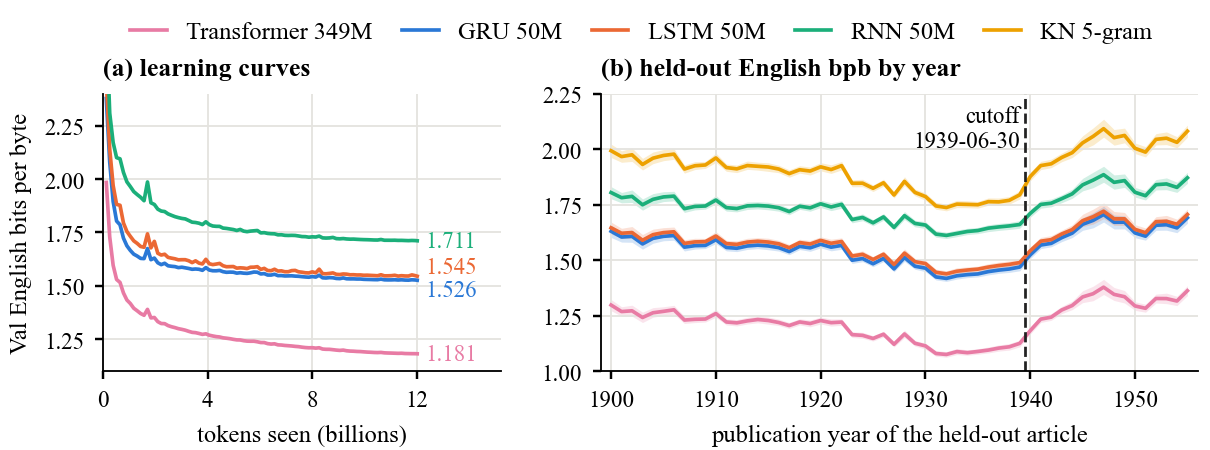 Transformer 349M GRU 50M LSTM 50M RNN 50M KN 5-gram
(a) learning curves
Val English bits per byte
2.25
2.00
1.75
1.50
1.25
1.711
1.545
1.526
1.181
0 4 8 12
tokens seen (billions)
(b) held-out English bpb by year
2.25
2.00
1.75
1.50
1.25
1.00
cutoff
1939-06-30
1900 1910 1920 1930 1940 1950
publication year of the held-out article